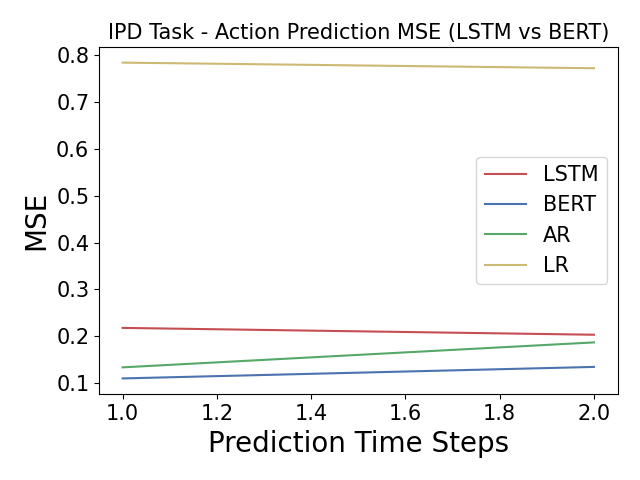 IPD Task - Action Prediction MSE (LSTM vs BERT)
0.8
0.7
0.6
0.5
0.4
0.3
0.2
0.1
MSE
LSTM
BERT
AR
LR
1.0 1.2 1.4 1.6 1.8 2.0
Prediction Time Steps